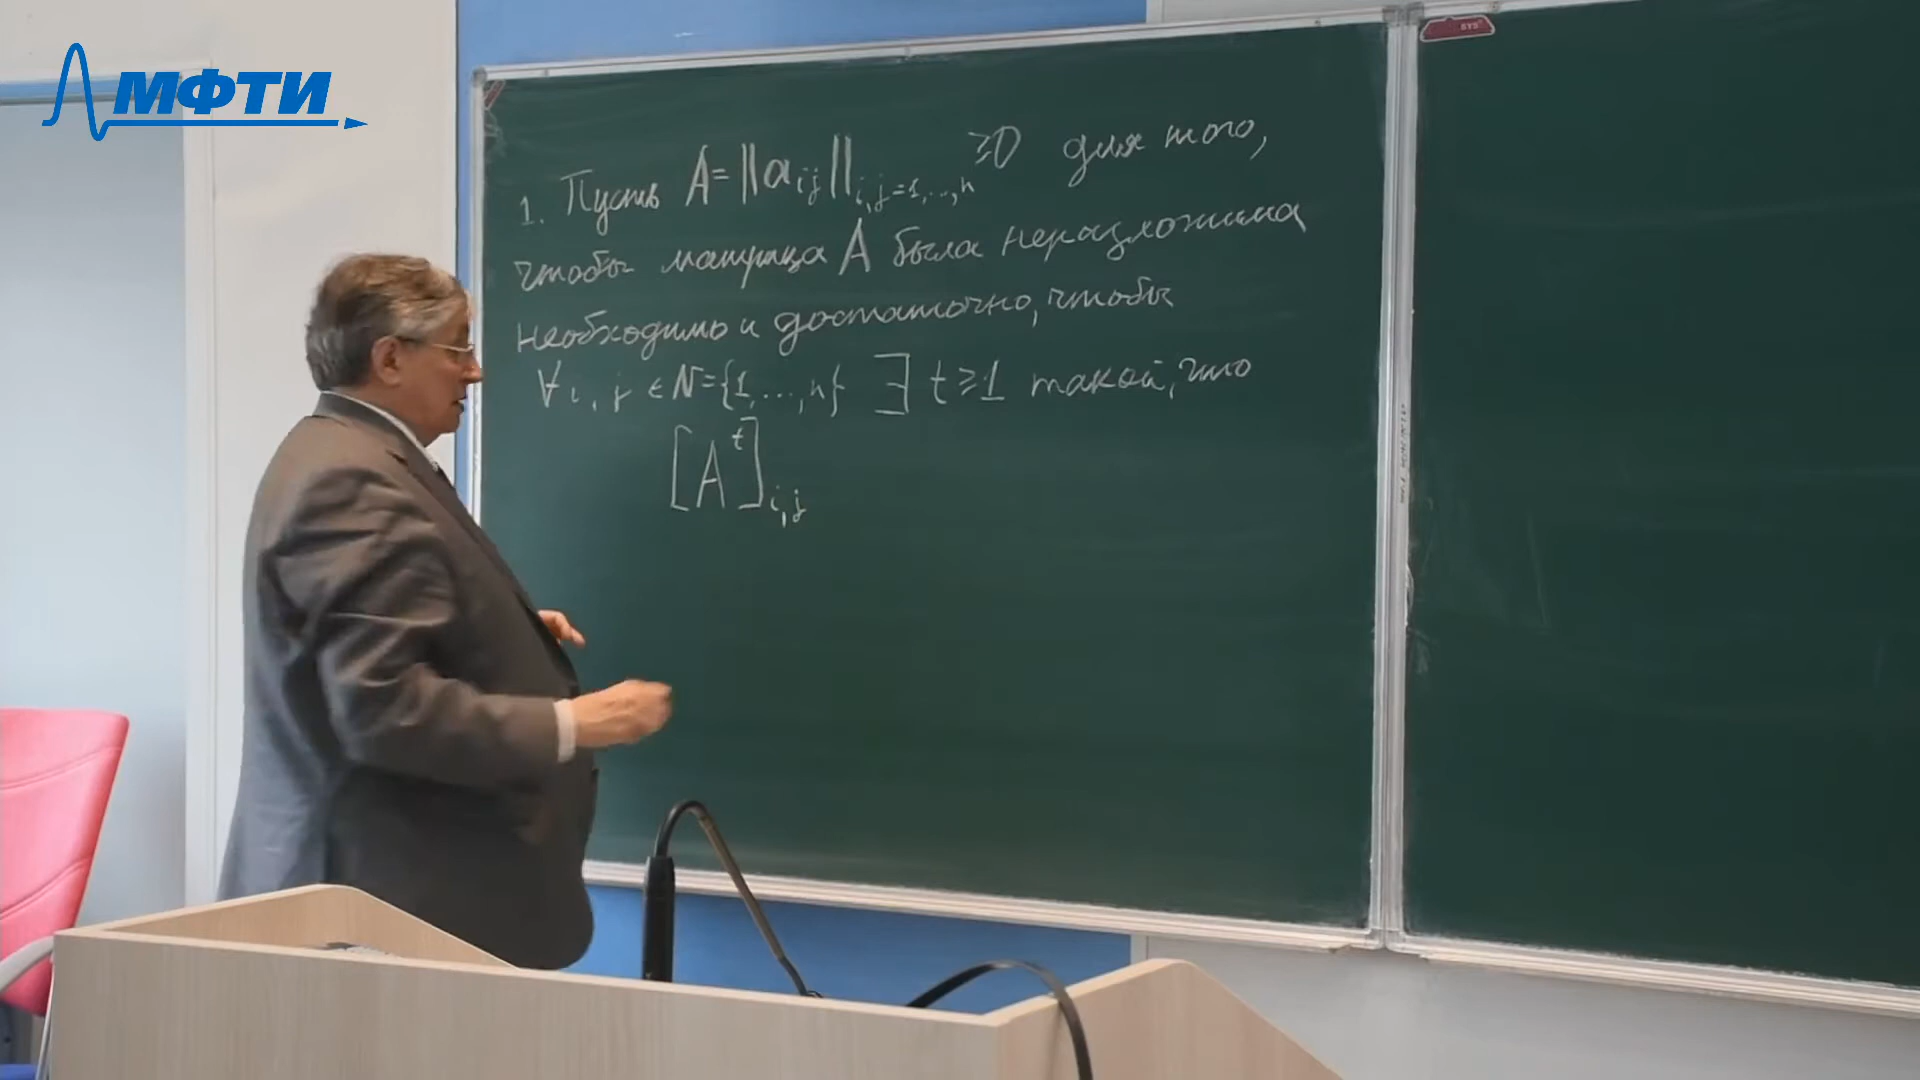 МФТИ
1. Пусть A=||a_{ij}||_{i,j=1,...,n} ≥0 для того,
чтобы матрица A была неразложима
необходимо и достаточно, чтобы
∀ i, j ∈ N={1,...,n} ∃ t≥1 такой, что
[A^t]_{i,j}